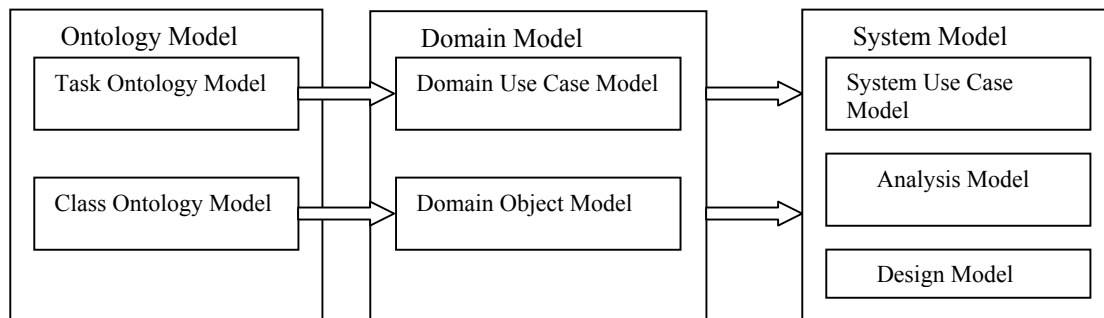 Ontology Model
Task Ontology Model
Class Ontology Model
Domain Model
Domain Use Case Model
Domain Object Model
System Model
System Use Case
Model
Analysis Model
Design Model